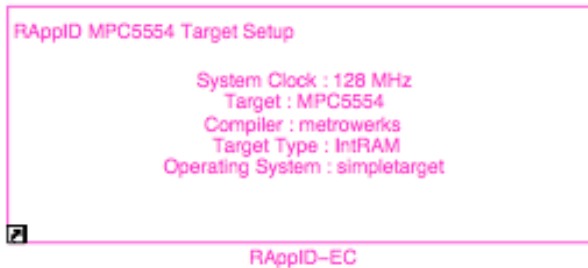 RAppID MPC5554 Target Setup
System Clock : 128 MHz
Target : MPC5554
Compiler : metrowerks
Target Type : IntRAM
Operating System : simpletarget
RAppID-EC